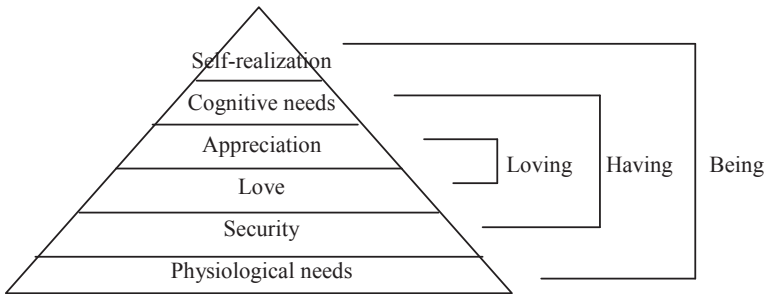 Self-realization
Cognitive needs
Appreciation
Love
Security
Physiological needs
Loving
Having
Being